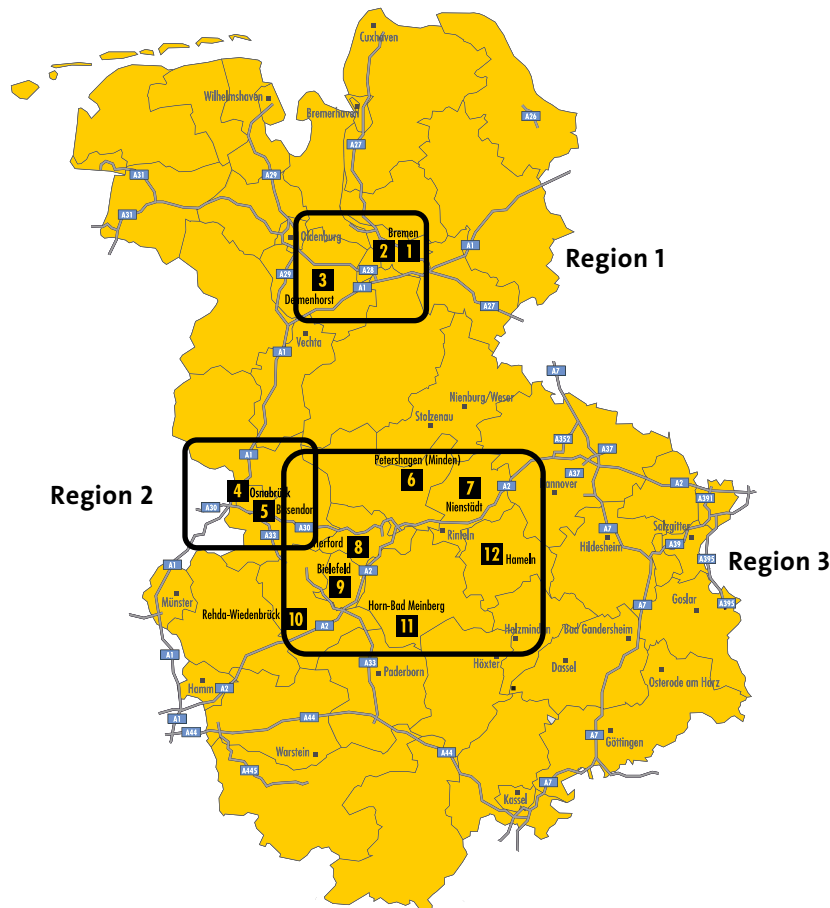 Cuxhaven
Wilhelmshaven
Bremerhaven
A26
A27
A31
A29
A31
Bremen
Oldenburg
2
1
A1
Region 1
A28
A29
3
A1
Delmenhorst
A27
Vechta
A1
A7
Nienburg/Weser
Stolzenau
A352
A37
A1
Petershagen (Minden)
A37
Region 2
4
Osnabrück
6
7
A2
Hannover
A2
A391
A30
5
Bissendorf
Nienstädt
A30
Rinteln
A7
Salzgitter
A33
Herford
8
12
Hameln
Hildesheim
A39
A395
Region 3
A1
Bielefeld
A2
9
Münster
A7
Goslar
A395
Rehda-Wiedenbrück
10
Horn-Bad Meinberg
A2
11
Holzminden
Bad Gandersheim
A1
A33
Paderborn
Höxter
Dassel
Osterode am Harz
Hamm
A2
A1
A44
A44
A7
Göttingen
Warstein
A44
A445
A7
Kassel